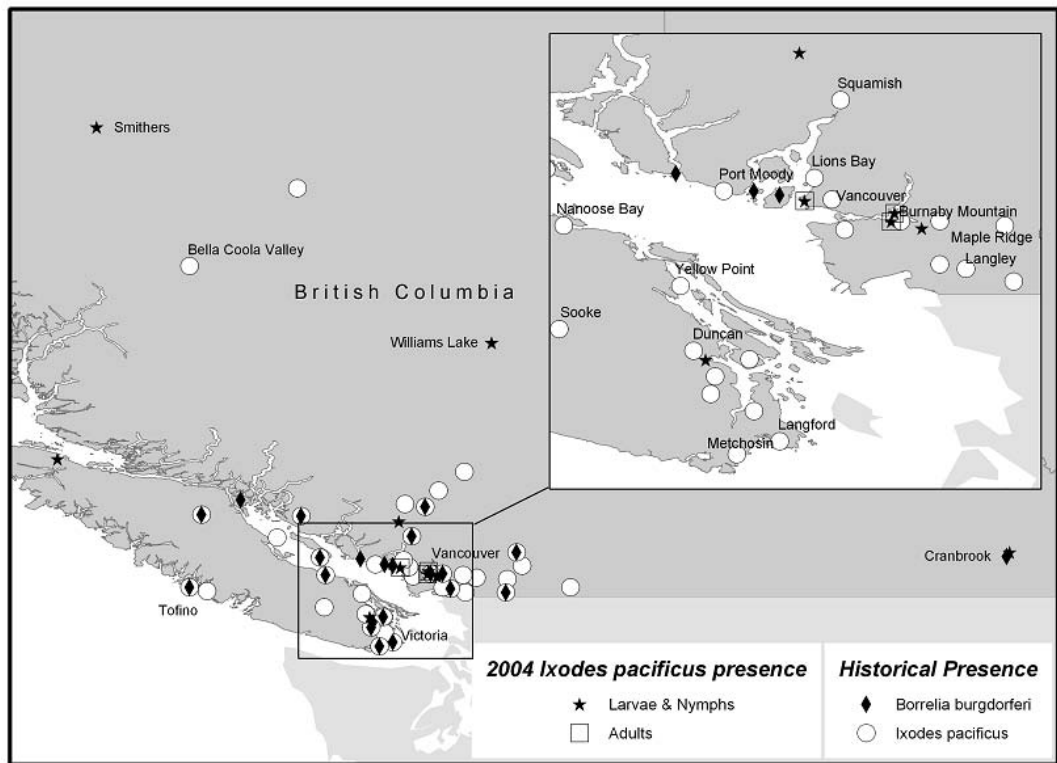 Smithers
Bella Coola Valley
British Columbia
Williams Lake
Squamish
Lions Bay
Port Moody
Vancouver
Nanoose Bay
Burnaby Mountain
Maple Ridge
Langley
Yellow Point
Sooke
Duncan
Langford
Metchosin
Vancouver
Cranbrook
Tofino
Victoria
2004 Ixodes pacificus presence
Larvae & Nymphs
Adults
Historical Presence
Borrelia burgdorferi
Ixodes pacificus